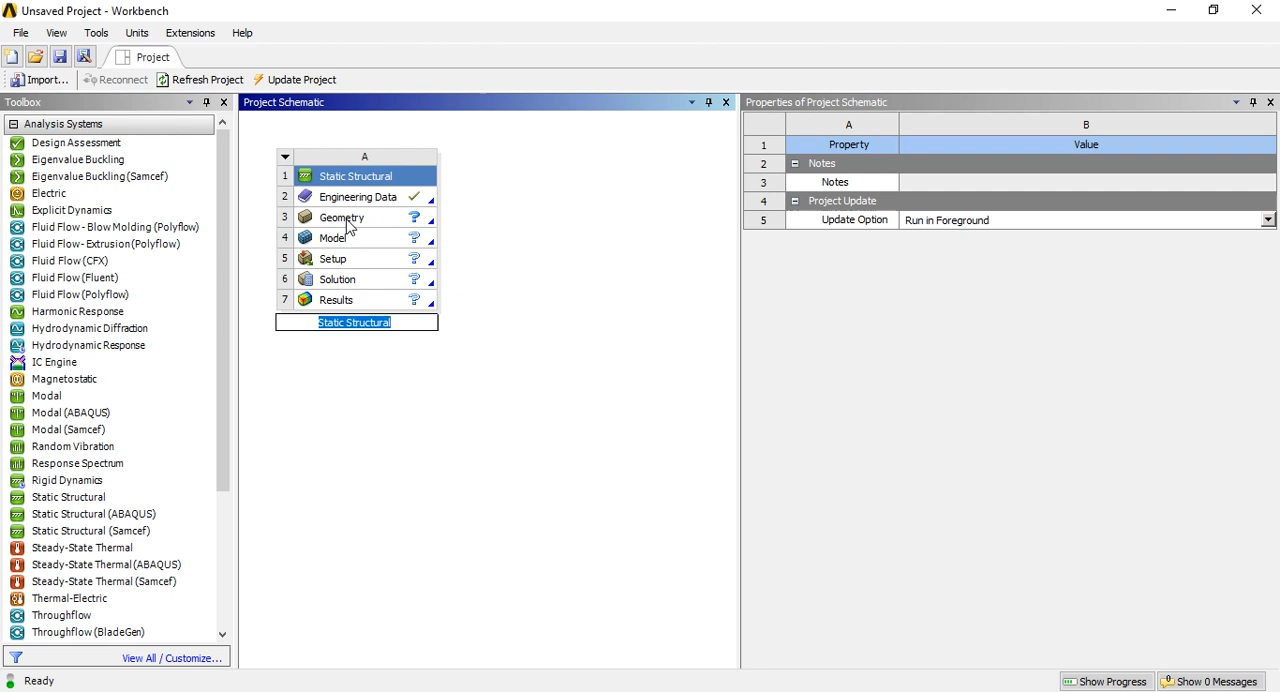 Unsaved Project - Workbench
File View Tools Units Extensions Help
Project
Import... Reconnect Refresh Project Update Project
Toolbox
Analysis Systems
Design Assessment
Eigenvalue Buckling
Eigenvalue Buckling (Samcef)
Electric
Explicit Dynamics
Fluid Flow - Blow Molding (Polyflow)
Fluid Flow - Extrusion (Polyflow)
Fluid Flow (CFX)
Fluid Flow (Fluent)
Fluid Flow (Polyflow)
Harmonic Response
Hydrodynamic Diffraction
Hydrodynamic Response
IC Engine
Magnetostatic
Modal
Modal (ABAQUS)
Modal (Samcef)
Random Vibration
Response Spectrum
Rigid Dynamics
Static Structural
Static Structural (ABAQUS)
Static Structural (Samcef)
Steady-State Thermal
Steady-State Thermal (ABAQUS)
Steady-State Thermal (Samcef)
Thermal-Electric
Throughflow
Throughflow (BladeGen)
View All / Customize...
Project Schematic
A
1 Static Structural
2 Engineering Data
3 Geometry ?
4 Model ?
5 Setup ?
6 Solution ?
7 Results ?
Static Structural
Properties of Project Schematic
A B
1 Property Value
2 Notes
3 Notes
4 Project Update
5 Update Option Run in Foreground
Ready
Show Progress Show 0 Messages